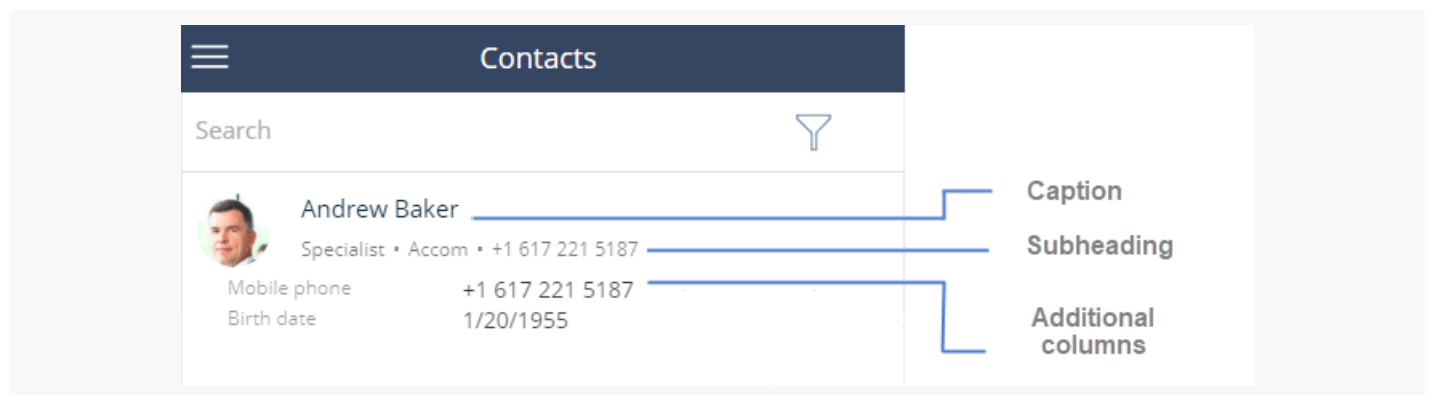 Contacts
Search
Andrew Baker
Caption
Specialist • Accom • +1 617 221 5187
Subheading
Mobile phone +1 617 221 5187
Birth date 1/20/1955
Additional
columns